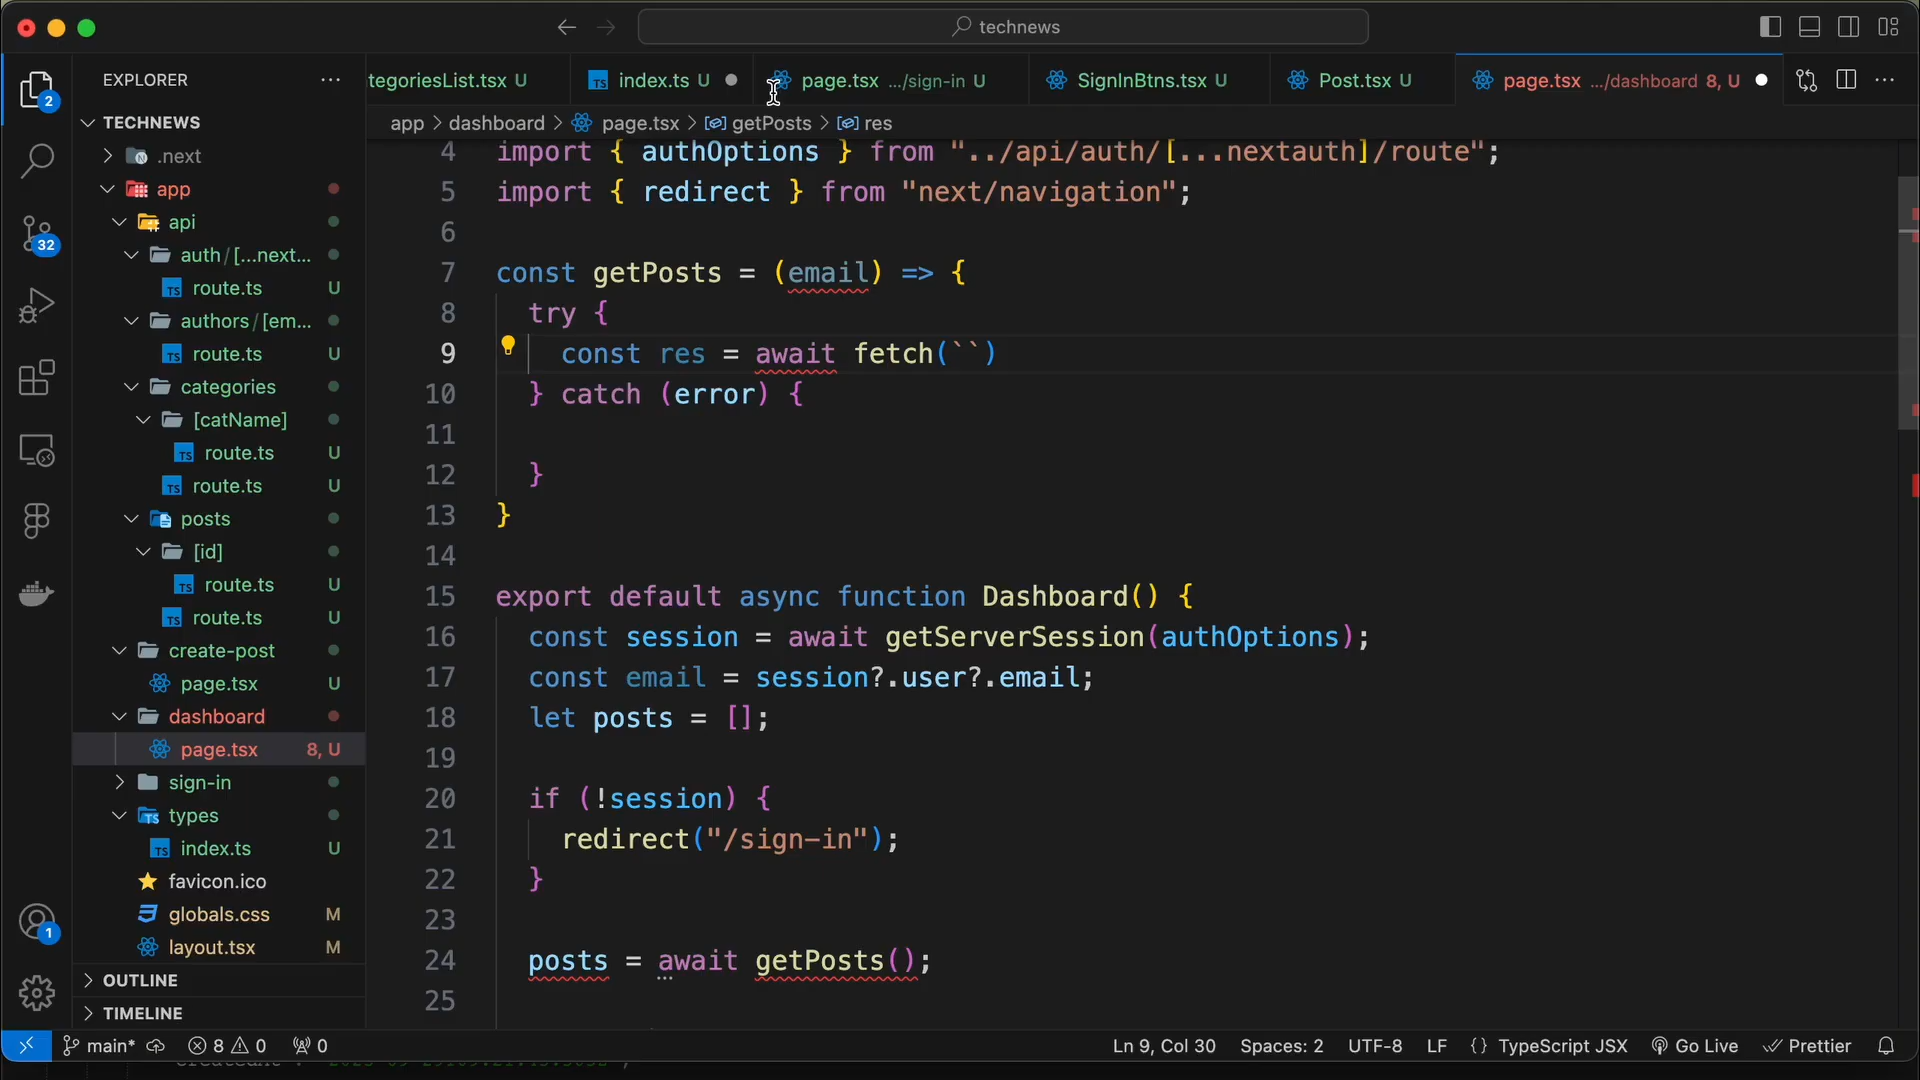 technews
EXPLORER
tegoriesList.tsx U
index.ts U
page.tsx .../sign-in U
SignInBtns.tsx U
Post.tsx U
page.tsx .../dashboard 8, U
app > dashboard > page.tsx > getPosts > res
2
32
1
TECHNEWS
.next
app
api
auth/[...next...
route.ts U
authors/[em...
route.ts U
categories
[catName]
route.ts U
route.ts U
posts
[id]
route.ts U
route.ts U
create-post
page.tsx U
dashboard
page.tsx 8, U
sign-in
types
index.ts U
favicon.ico
globals.css M
layout.tsx M
OUTLINE
TIMELINE
4 import { authOptions } from "../api/auth/[...nextauth]/route";
5 import { redirect } from "next/navigation";
6
7 const getPosts = (email) => {
8 try {
9 const res = await fetch(``)
10 } catch (error) {
11
12 }
13 }
14
15 export default async function Dashboard() {
16 const session = await getServerSession(authOptions);
17 const email = session?.user?.email;
18 let posts = [];
19
20 if (!session) {
21 redirect("/sign-in");
22 }
23
24 posts = await getPosts();
25
main* 8 0 0 Ln 9, Col 30 Spaces: 2 UTF-8 LF {} TypeScript JSX Go Live Prettier